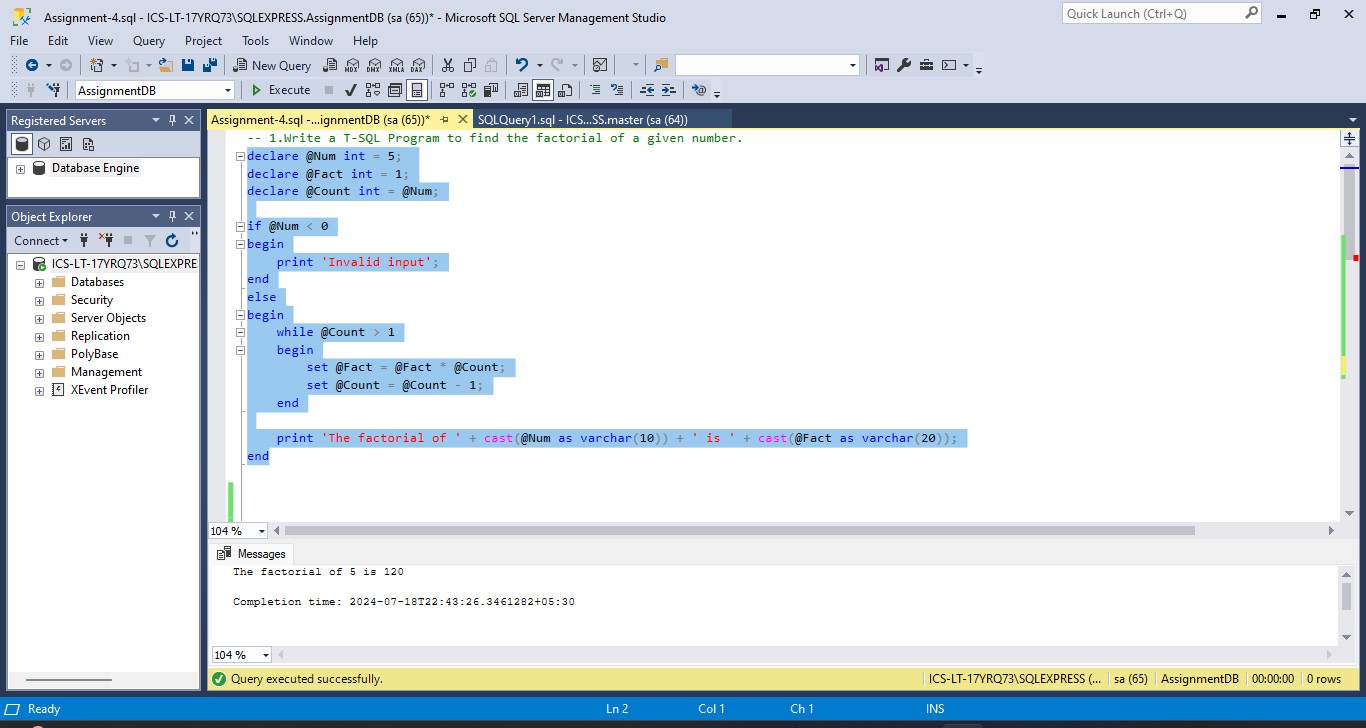 Assignment-4.sql - ICS-LT-17YRQ73\SQLEXPRESS.AssignmentDB (sa (65))* - Microsoft SQL Server Management Studio
Quick Launch (Ctrl+Q)
File Edit View Query Project Tools Window Help
New Query MDX DMX XMLA DAX
AssignmentDB Execute
Registered Servers
Database Engine
Object Explorer
Connect
ICS-LT-17YRQ73\SQLEXPRE
Databases
Security
Server Objects
Replication
PolyBase
Management
XEvent Profiler
Assignment-4.sql -...ignmentDB (sa (65))* SQLQuery1.sql - ICS...SS.master (sa (64))
-- 1.Write a T-SQL Program to find the factorial of a given number.
declare @Num int = 5;
declare @Fact int = 1;
declare @Count int = @Num;
if @Num < 0
begin
print 'Invalid input';
end
else
begin
while @Count > 1
begin
set @Fact = @Fact * @Count;
set @Count = @Count - 1;
end
print 'The factorial of ' + cast(@Num as varchar(10)) + ' is ' + cast(@Fact as varchar(20));
end
104 %
Messages
The factorial of 5 is 120
Completion time: 2024-07-18T22:43:26.3461282+05:30
104 %
Query executed successfully. ICS-LT-17YRQ73\SQLEXPRESS (... sa (65) AssignmentDB 00:00:00 0 rows
Ready Ln 2 Col 1 Ch 1 INS